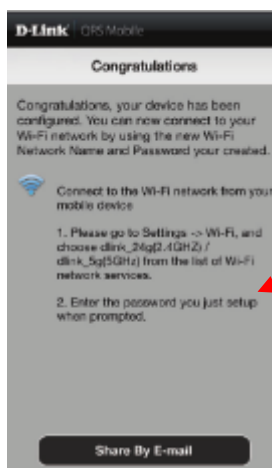 D-Link QRS Mobile
Congratulations
Congratulations, your device has been
configured. You can now connect to your
Wi-Fi network by using the new Wi-Fi
Network Name and Password your created.
Connect to the Wi-Fi network from your
mobile device
1. Please go to Settings -> Wi-Fi, and
choose dlink_24g(2.4GHZ) /
dlink_5g(5GHz) from the list of Wi-Fi
network services.
2. Enter the password you just setup
when prompted.
Share By E-mail